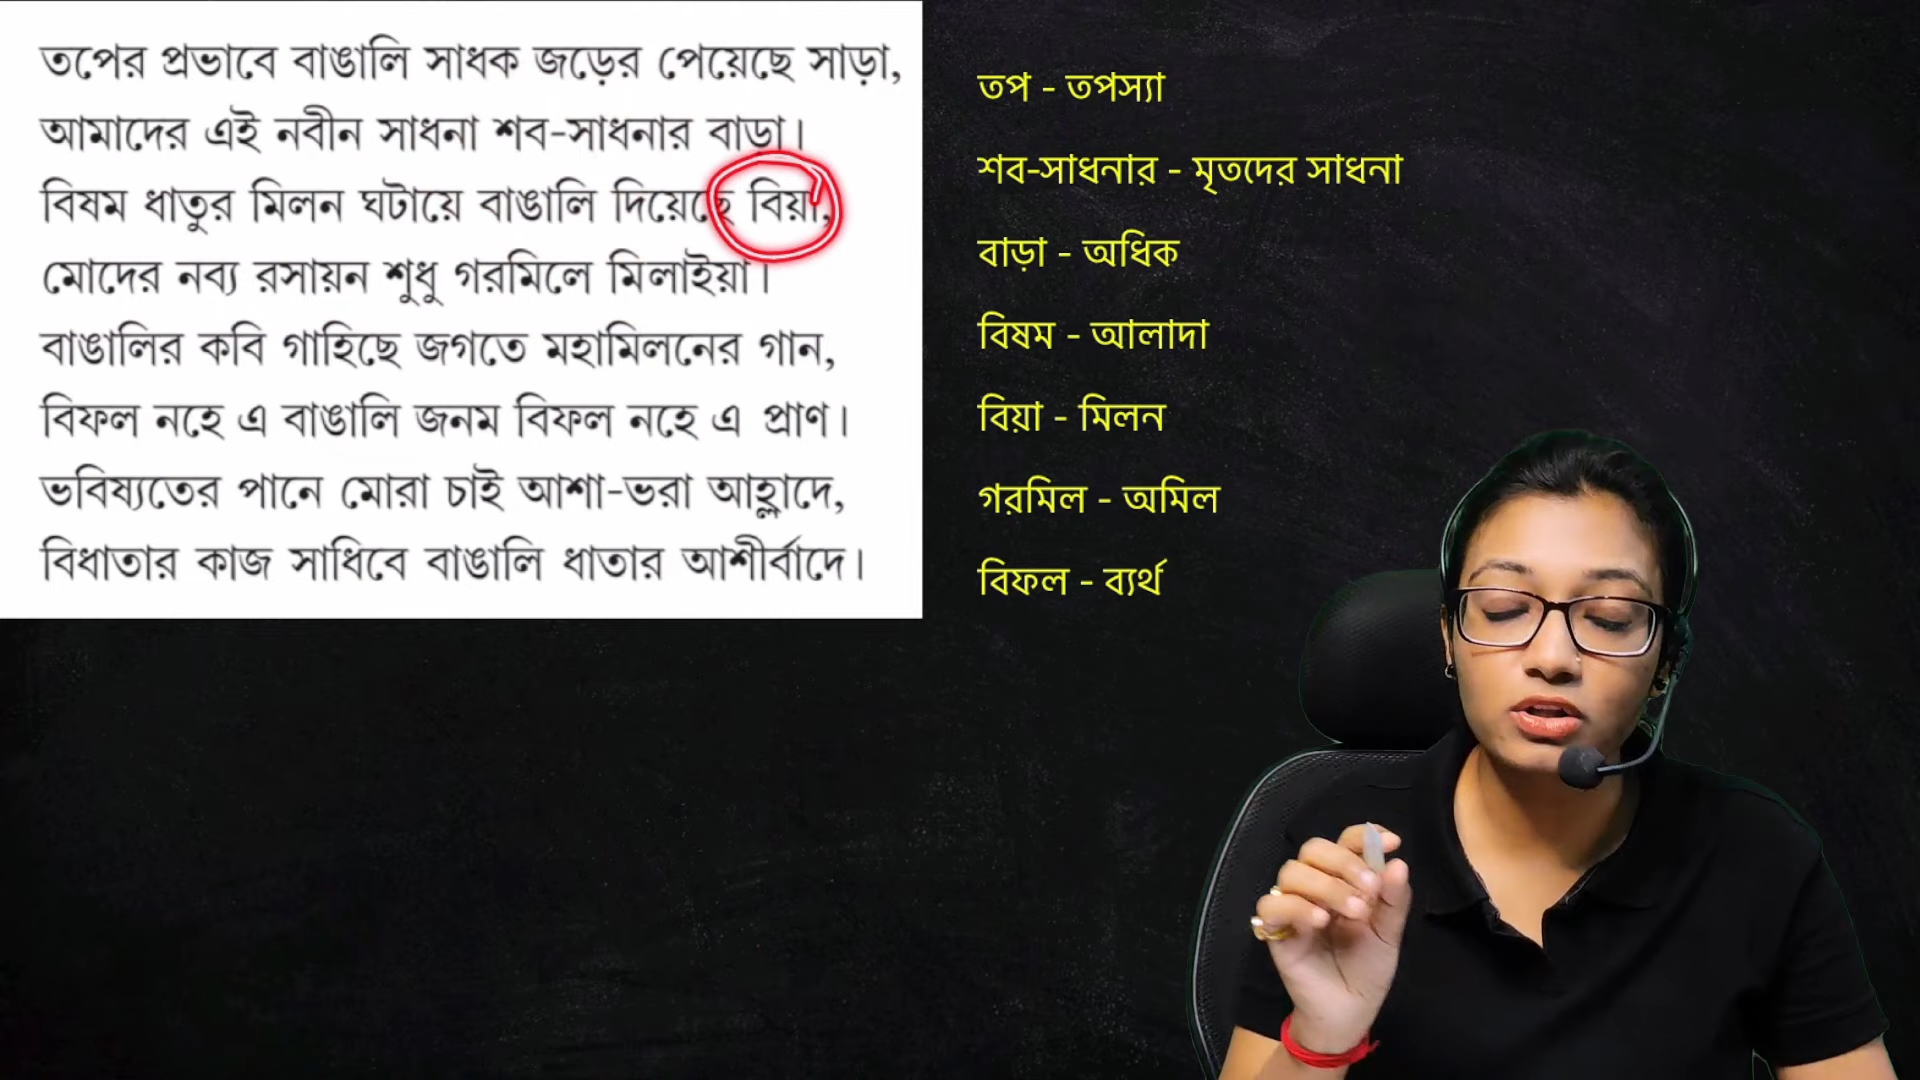 তপের প্রভাবে বাঙালি সাধক জড়ের পেয়েছে সাড়া,
আমাদের এই নবীন সাধনা শব-সাধনার বাড়া।
বিষম ধাতুর মিলন ঘটায়ে বাঙালি দিয়েছে বিয়া,
মোদের নব্য রসায়ন শুধু গরমিলে মিলাইয়া।
বাঙালির কবি গাহিছে জগতে মহামিলনের গান,
বিফল নহে এ বাঙালি জনম বিফল নহে এ প্রাণ।
ভবিষ্যতের পানে মোরা চাই আশা-ভরা আহ্লাদে,
বিধাতার কাজ সাধিবে বাঙালি ধাতার আশীর্বাদে।
তপ - তপস্যা
শব-সাধনার - মৃতদের সাধনা
বাড়া - অধিক
বিষম - আলাদা
বিয়া - মিলন
গরমিল - অমিল
বিফল - ব্যর্থ